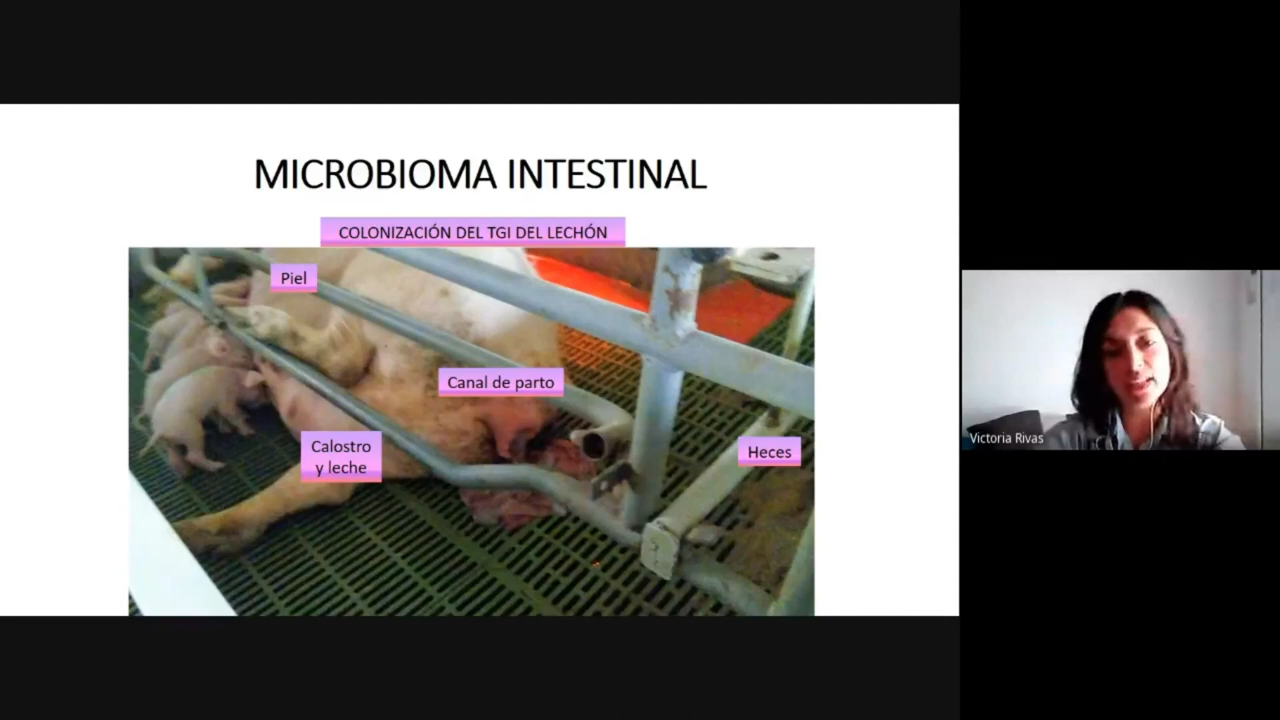 MICROBIOMA INTESTINAL
COLONIZACIÓN DEL TGI DEL LECHÓN
Piel
Canal de parto
Calostro
y leche
Heces
Victoria Rivas